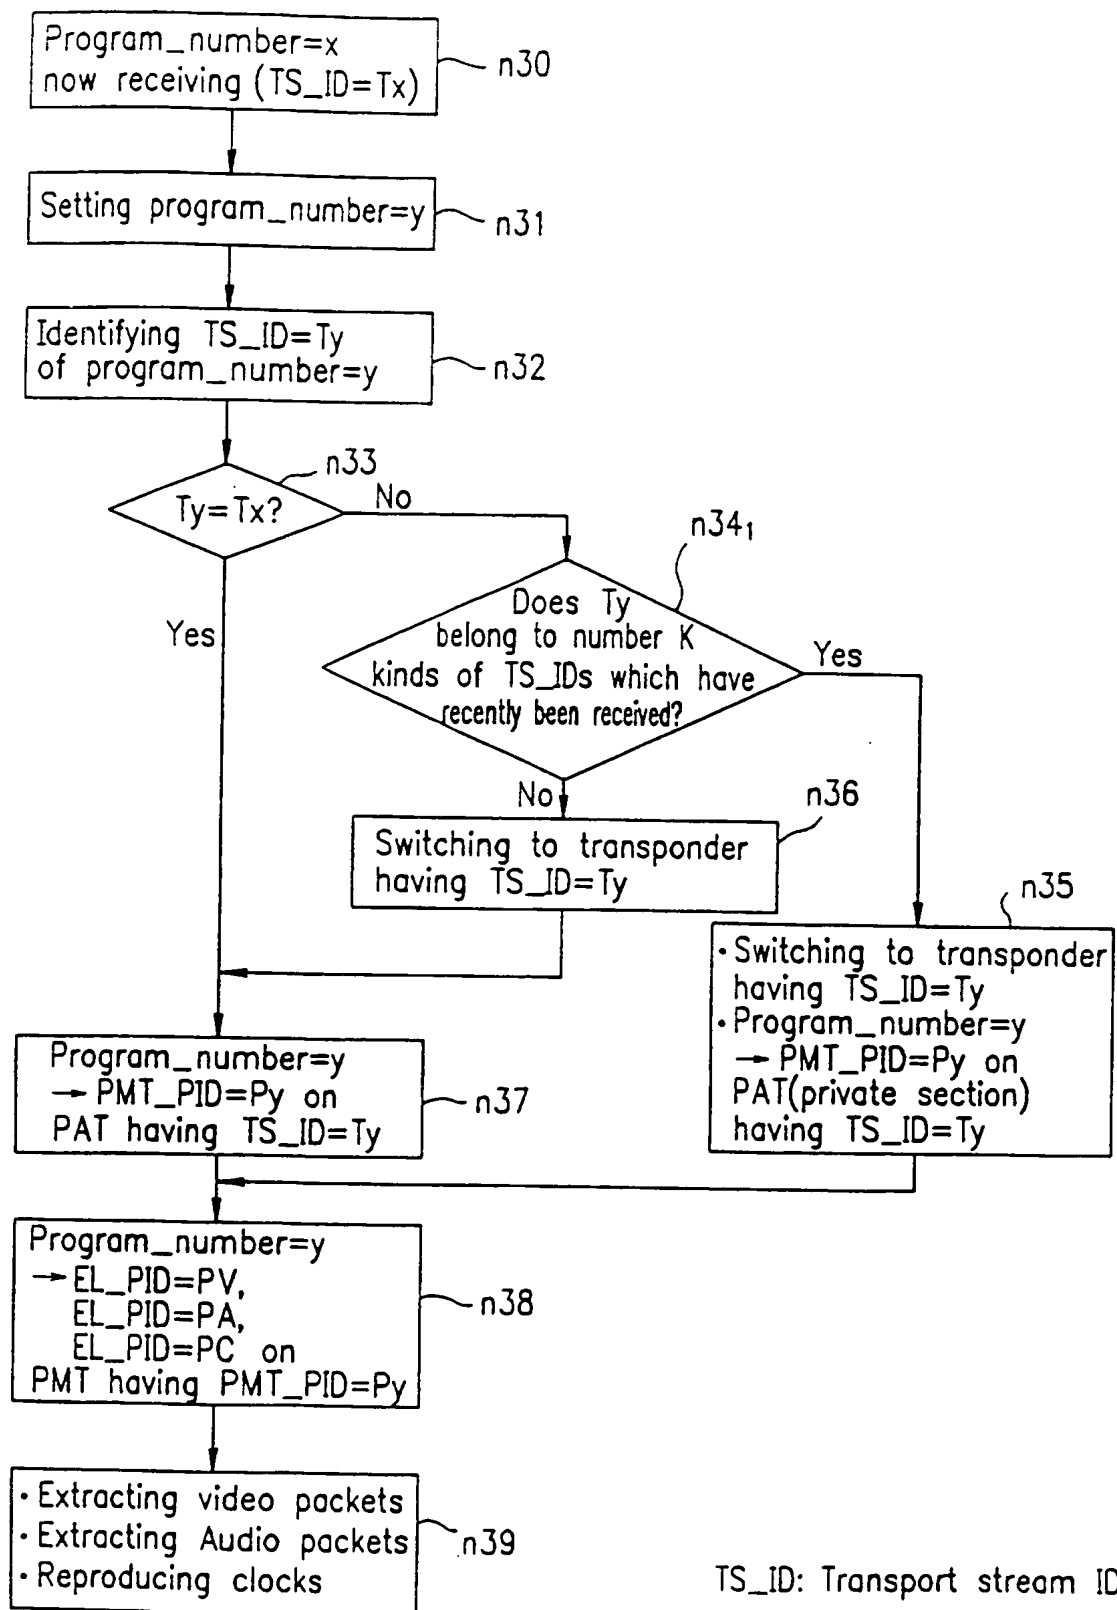 Program_number=x
now receiving (TS_ID=Tx)
n30
Setting program_number=y
n31
Identifying TS_ID=Ty
of program_number=y
n32
n33
Ty=Tx?
No
Yes
n34₁
Does Ty
belong to number K
kinds of TS_IDs which have
recently been received?
Yes
No
n36
Switching to transponder
having TS_ID=Ty
n35
·Switching to transponder
having TS_ID=Ty
·Program_number=y
→ PMT_PID=Py on
PAT(private section)
having TS_ID=Ty
Program_number=y
→ PMT_PID=Py on
PAT having TS_ID=Ty
n37
Program_number=y
→ EL_PID=PV,
EL_PID=PA,
EL_PID=PC on
PMT having PMT_PID=Py
n38
·Extracting video packets
·Extracting Audio packets
·Reproducing clocks
n39
TS_ID: Transport stream ID